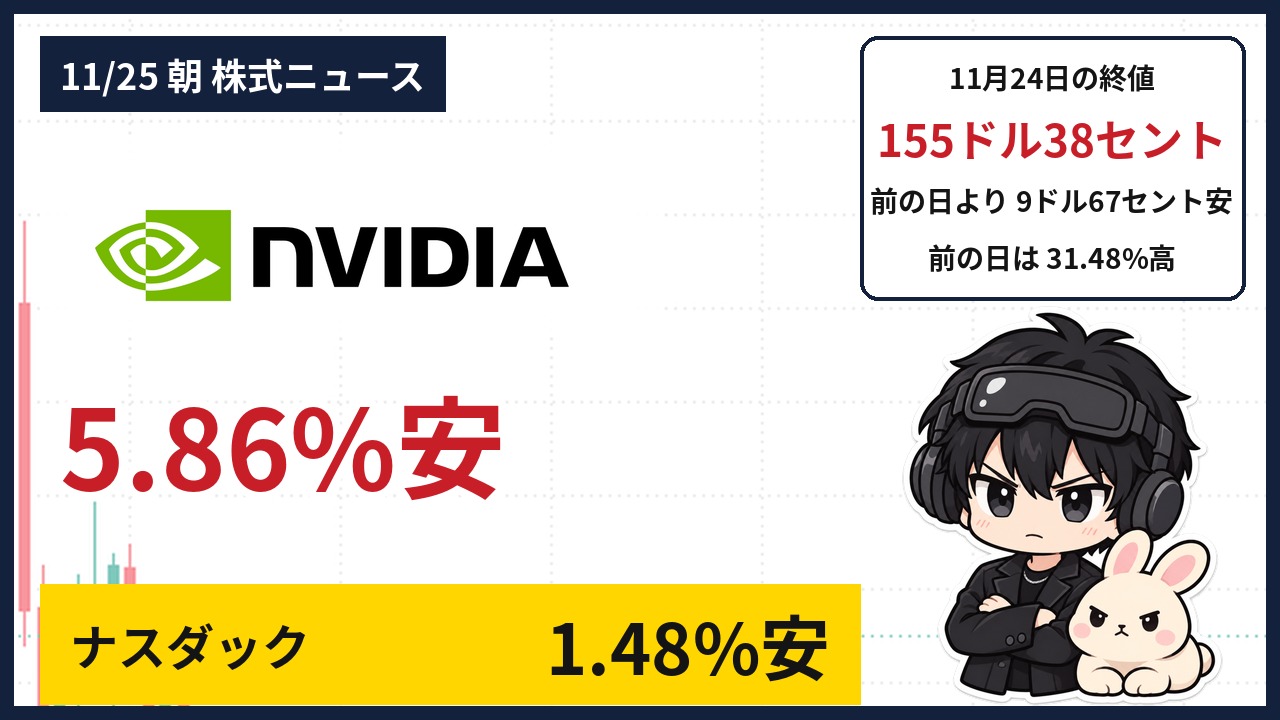 11/25 朝 株式ニュース
11月24日の終値
155ドル38セント
前の日より 9ドル67セント安
前の日は 31.48%高
NVIDIA
5.86%安
ナスダック
1.48%安